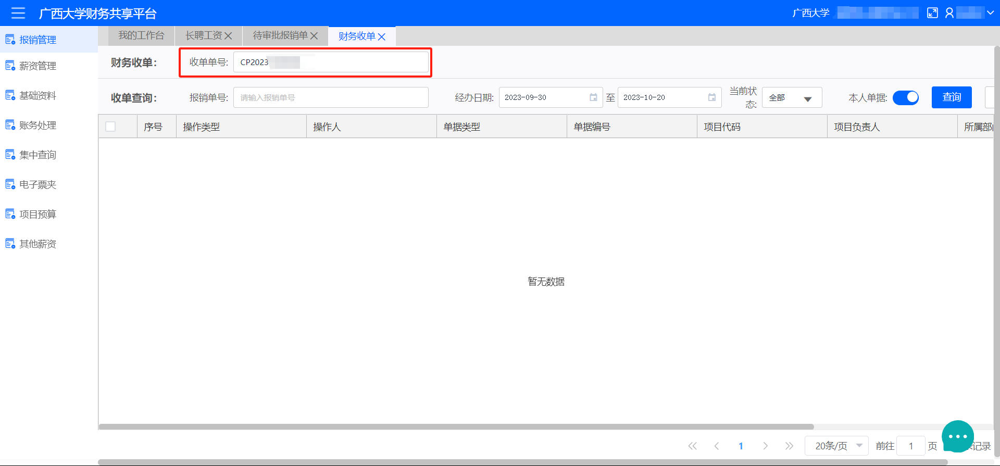 广西大学财务共享平台
广西大学
报销管理
薪资管理
基础资料
账务处理
集中查询
电子票夹
项目预算
其他薪资
我的工作台 长聘工资 待审批报销单 财务收单
财务收单： 收单单号: CP2023
收单查询： 报销单号: 请输入报销单号 经办日期: 2023-09-30 至 2023-10-20 当前状态: 全部 本人单据: 查询
序号 操作类型 操作人 单据类型 单据编号 项目代码 项目负责人 所属部
暂无数据
1 20条/页 前往 1 页 记录